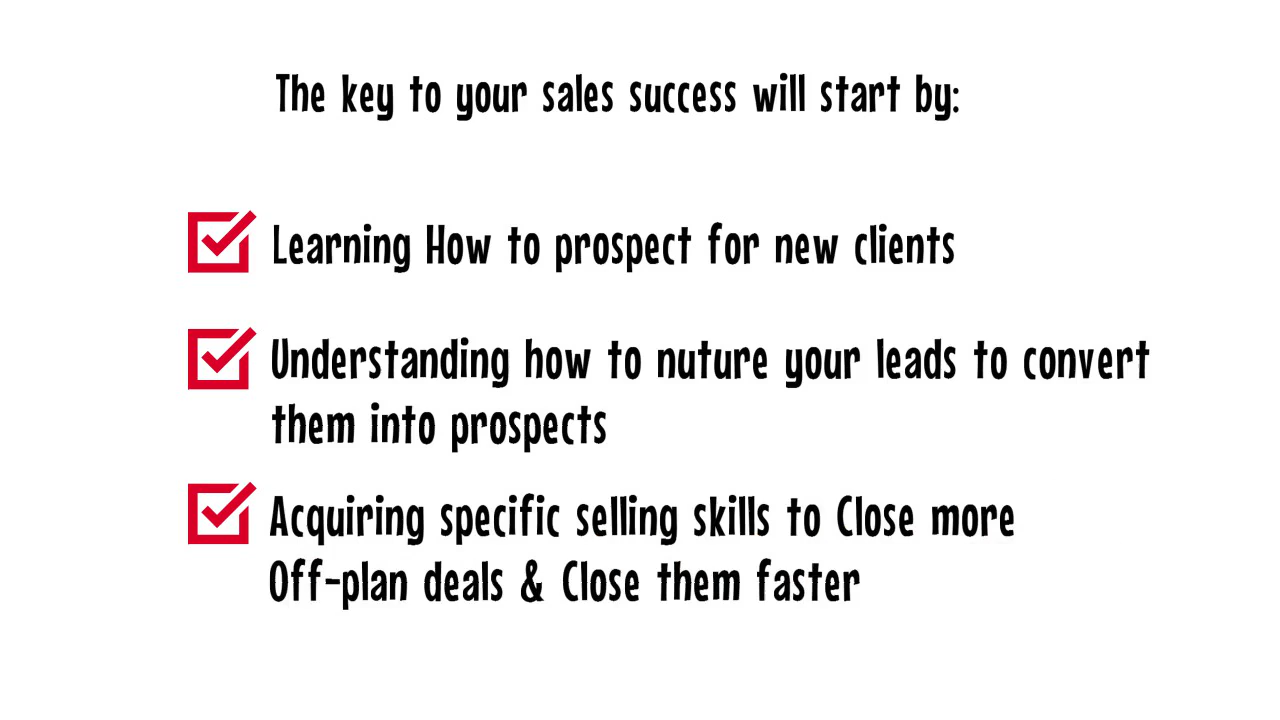 The key to your sales success will start by:
Learning How to prospect for new clients
Understanding how to nuture your leads to convert
them into prospects
Acquiring specific selling skills to Close more
Off-plan deals & Close them faster